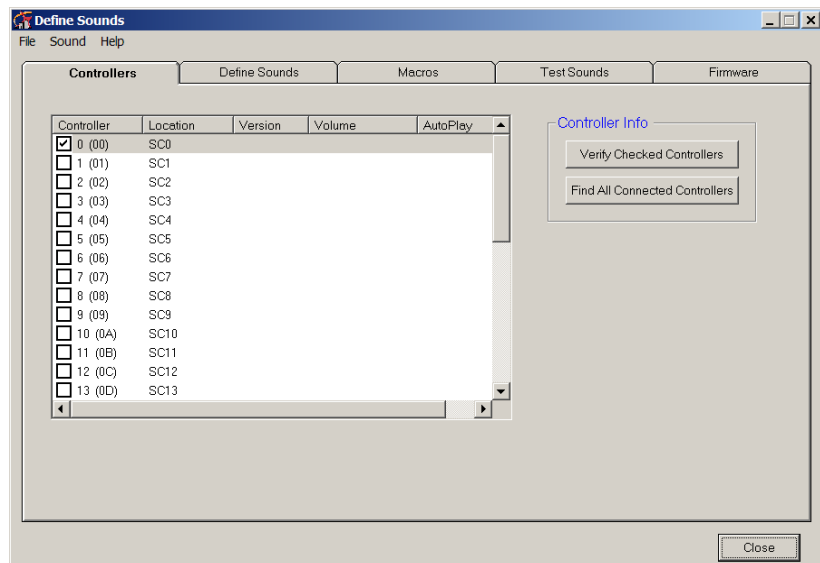 Define Sounds
File Sound Help
Controllers Define Sounds Macros Test Sounds Firmware
Controller Location Version Volume AutoPlay
0 (00) SC0
1 (01) SC1
2 (02) SC2
3 (03) SC3
4 (04) SC4
5 (05) SC5
6 (06) SC6
7 (07) SC7
8 (08) SC8
9 (09) SC9
10 (0A) SC10
11 (0B) SC11
12 (0C) SC12
13 (0D) SC13
Controller Info
Verify Checked Controllers
Find All Connected Controllers
Close